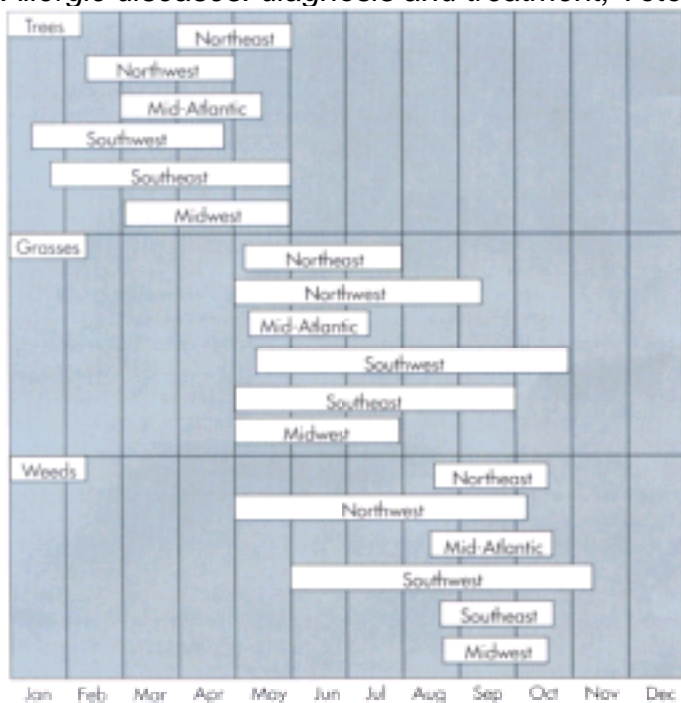 Allergic diseases: diagnosis and treatment,
Trees
Northeast
Northwest
Mid-Atlantic
Southwest
Southeast
Midwest
Grasses
Northeast
Northwest
Mid-Atlantic
Southwest
Southeast
Midwest
Weeds
Northeast
Northwest
Mid-Atlantic
Southwest
Southeast
Midwest
Jan Feb Mar Apr May Jun Jul Aug Sep Oct Nov Dec